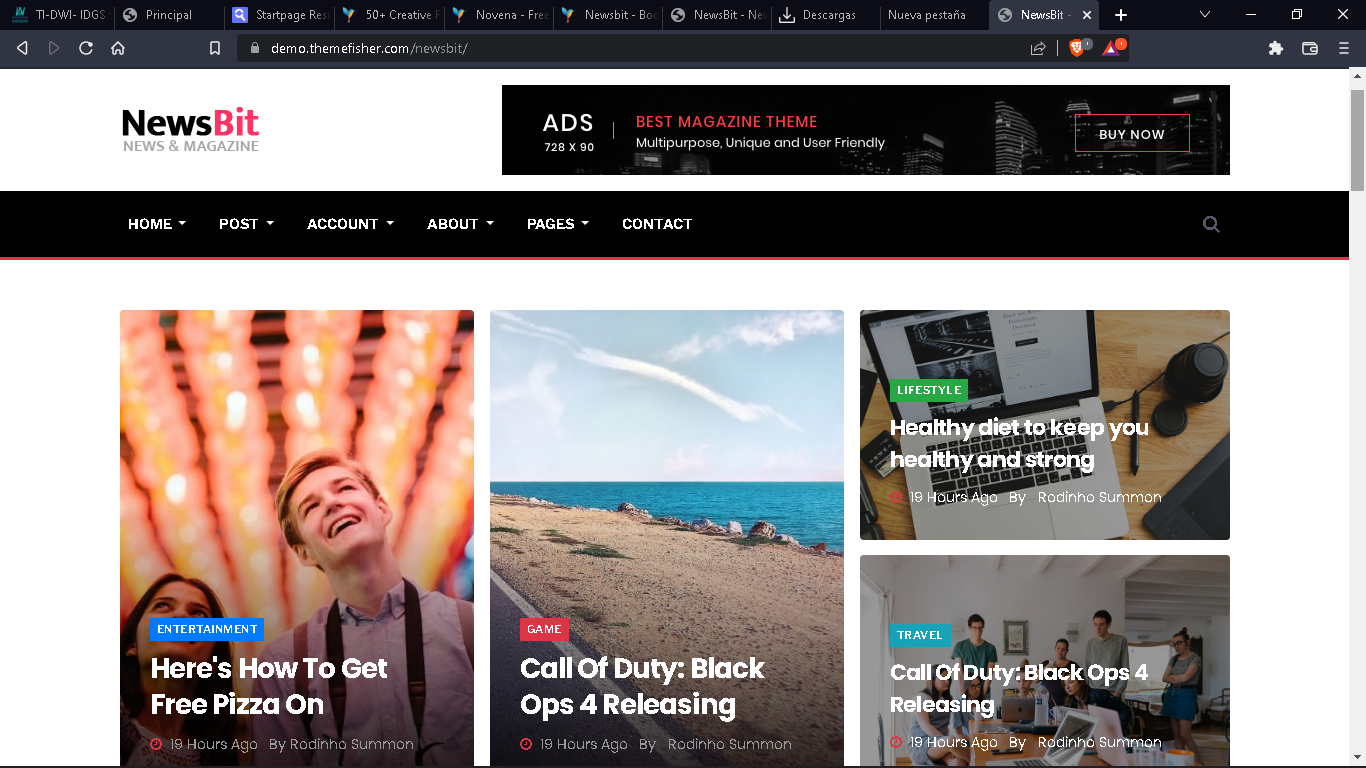 TI-DWI- IDGS
Principal
Startpage Res
50+ Creative F
Novena - Free
Newsbit - Boo
NewsBit - Nev
Descargas
Nueva pestaña
NewsBit -
demo.themefisher.com/newsbit/
NewsBit
NEWS & MAGAZINE
ADS
728 X 90
BEST MAGAZINE THEME
Multipurpose, Unique and User Friendly
BUY NOW
HOME
POST
ACCOUNT
ABOUT
PAGES
CONTACT
ENTERTAINMENT
Here's How To Get
Free Pizza On
19 Hours Ago By Rodinho Summon
GAME
Call Of Duty: Black
Ops 4 Releasing
19 Hours Ago By Rodinho Summon
LIFESTYLE
Healthy diet to keep you
healthy and strong
19 Hours Ago By Rodinho Summon
TRAVEL
Call Of Duty: Black Ops 4
Releasing
19 Hours Ago By Rodinho Summon